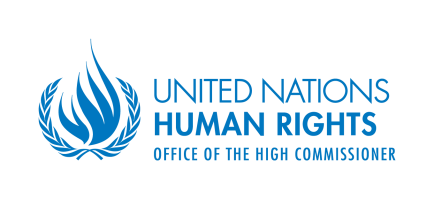 UNITED NATIONS
HUMAN RIGHTS
OFFICE OF THE HIGH COMMISSIONER